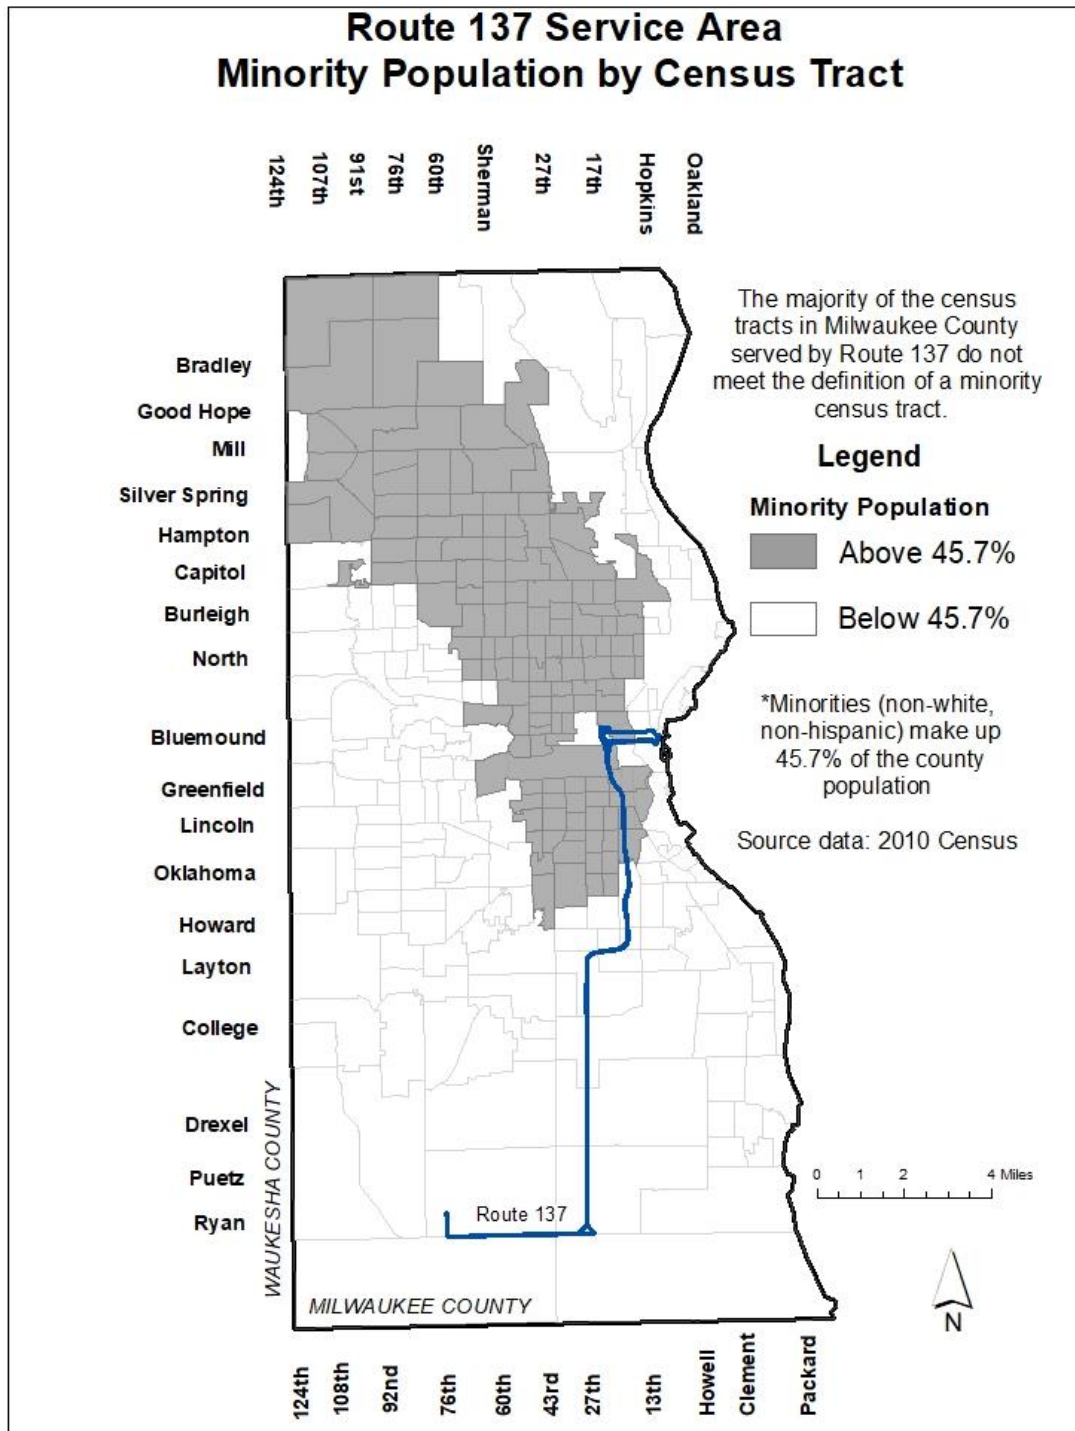 Route 137 Service Area
Minority Population by Census Tract
124th
107th
91st
76th
60th
Sherman
27th
17th
Hopkins
Oakland
The majority of the census
tracts in Milwaukee County
served by Route 137 do not
meet the definition of a minority
census tract.
Legend
Minority Population
Above 45.7%
Below 45.7%
*Minorities (non-white,
non-hispanic) make up
45.7% of the county
population
Source data: 2010 Census
Bradley
Good Hope
Mill
Silver Spring
Hampton
Capitol
Burleigh
North
Bluemound
Greenfield
Lincoln
Oklahoma
Howard
Layton
College
Drexel
Puetz
Ryan
WAUKESHA COUNTY
Route 137
MILWAUKEE COUNTY
0 1 2 4 Miles
N
124th
108th
92nd
76th
60th
43rd
27th
13th
Howell
Clement
Packard